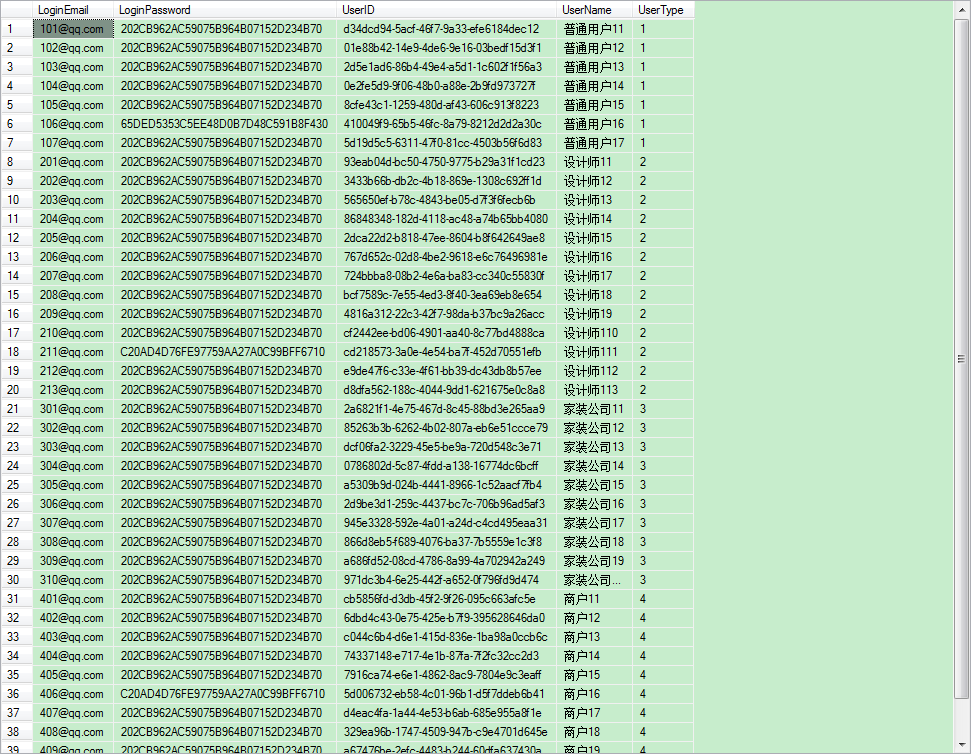 LoginEmail LoginPassword UserID UserName UserType
1 101@qq.com 202CB962AC59075B964B07152D234B70 d34dcd94-5acf-46f7-9a33-efe6184dec12 普通用户11 1
2 102@qq.com 202CB962AC59075B964B07152D234B70 01e88b42-14e9-4de6-9e16-03bedf15d3f1 普通用户12 1
3 103@qq.com 202CB962AC59075B964B07152D234B70 2d5e1ad6-86b4-49e4-a5d1-1c602f1f56a3 普通用户13 1
4 104@qq.com 202CB962AC59075B964B07152D234B70 0e2fe5d9-9f06-48b0-a88e-2b9fd973727f 普通用户14 1
5 105@qq.com 202CB962AC59075B964B07152D234B70 8cfe43c1-1259-480d-af43-606c913f8223 普通用户15 1
6 106@qq.com 65DED5353C5EE48D0B7D48C591B8F430 410049f9-65b5-46fc-8a79-8212d2d2a30c 普通用户16 1
7 107@qq.com 202CB962AC59075B964B07152D234B70 5d19d5c5-6311-47f0-81cc-4503b56f6d83 普通用户17 1
8 201@qq.com 202CB962AC59075B964B07152D234B70 93eab04d-bc50-4750-9775-b29a31f1cd23 设计师11 2
9 202@qq.com 202CB962AC59075B964B07152D234B70 3433b66b-db2c-4b18-869e-1308c692ff1d 设计师12 2
10 203@qq.com 202CB962AC59075B964B07152D234B70 565650ef-b78c-4843-be05-d7f3f6fecb6b 设计师13 2
11 204@qq.com 202CB962AC59075B964B07152D234B70 86848348-182d-4118-ac48-a74b65bb4080 设计师14 2
12 205@qq.com 202CB962AC59075B964B07152D234B70 2dca22d2-b818-47ee-8604-b8f642649ae8 设计师15 2
13 206@qq.com 202CB962AC59075B964B07152D234B70 767d652c-02d8-4be2-9618-e6c76496981e 设计师16 2
14 207@qq.com 202CB962AC59075B964B07152D234B70 724bbba8-08b2-4e6a-ba83-cc340c55830f 设计师17 2
15 208@qq.com 202CB962AC59075B964B07152D234B70 bcf7589c-7e55-4ed3-8f40-3ea69eb8e654 设计师18 2
16 209@qq.com 202CB962AC59075B964B07152D234B70 4816a312-22c3-42f7-98da-b37bc9a26acc 设计师19 2
17 210@qq.com 202CB962AC59075B964B07152D234B70 cf2442ee-bd06-4901-aa40-8c77bd4888ca 设计师110 2
18 211@qq.com C20AD4D76FE97759AA27A0C99BFF6710 cd218573-3a0e-4e54-ba7f-452d70551efb 设计师111 2
19 212@qq.com 202CB962AC59075B964B07152D234B70 e9de47f6-c33e-4f61-bb39-dc43db8b57ee 设计师112 2
20 213@qq.com 202CB962AC59075B964B07152D234B70 d8dfa562-188c-4044-9dd1-621675e0c8a8 设计师113 2
21 301@qq.com 202CB962AC59075B964B07152D234B70 2a6821f1-4e75-467d-8c45-88bd3e265aa9 家装公司11 3
22 302@qq.com 202CB962AC59075B964B07152D234B70 85263b3b-6262-4b02-807a-eb6e51ccce79 家装公司12 3
23 303@qq.com 202CB962AC59075B964B07152D234B70 dcf06fa2-3229-45e5-be9a-720d548c3e71 家装公司13 3
24 304@qq.com 202CB962AC59075B964B07152D234B70 0786802d-5c87-4fdd-a138-16774dc6bcff 家装公司14 3
25 305@qq.com 202CB962AC59075B964B07152D234B70 a5309b9d-024b-4441-8966-1c52aacf7fb4 家装公司15 3
26 306@qq.com 202CB962AC59075B964B07152D234B70 2d9be3d1-259c-4437-bc7c-706b96ad5af3 家装公司16 3
27 307@qq.com 202CB962AC59075B964B07152D234B70 945e3328-592e-4a01-a24d-c4cd495eaa31 家装公司17 3
28 308@qq.com 202CB962AC59075B964B07152D234B70 866d8eb5-f689-4076-ba37-7b5559e1c3f8 家装公司18 3
29 309@qq.com 202CB962AC59075B964B07152D234B70 a686fd52-08cd-4786-8a99-4a702942a249 家装公司19 3
30 310@qq.com 202CB962AC59075B964B07152D234B70 971dc3b4-6e25-442f-a652-0f796fd9d474 家装公司... 3
31 401@qq.com 202CB962AC59075B964B07152D234B70 cb5856fd-d3db-45f2-9f26-095c663afc5e 商户11 4
32 402@qq.com 202CB962AC59075B964B07152D234B70 6dbd4c43-0e75-425e-b7f9-395628646da0 商户12 4
33 403@qq.com 202CB962AC59075B964B07152D234B70 c044c6b4-d6e1-415d-836e-1ba98a0ccb6c 商户13 4
34 404@qq.com 202CB962AC59075B964B07152D234B70 74337148-e717-4e1b-87fa-7f2fc32cc2d3 商户14 4
35 405@qq.com 202CB962AC59075B964B07152D234B70 7916ca74-e6e1-4862-8ac9-7804e9c3eaff 商户15 4
36 406@qq.com C20AD4D76FE97759AA27A0C99BFF6710 5d006732-eb58-4c01-96b1-d5f7ddeb6b41 商户16 4
37 407@qq.com 202CB962AC59075B964B07152D234B70 d4eac4fa-1a44-4e53-b6ab-685e955a8f1e 商户17 4
38 408@qq.com 202CB962AC59075B964B07152D234B70 329ea96b-1747-4509-947b-c9e4701d645e 商户18 4
39 409@qq.com 202CB962AC59075B964B07152D234B70 a67476be-2efc-4483-b244-60dfa637430a 商户19 4